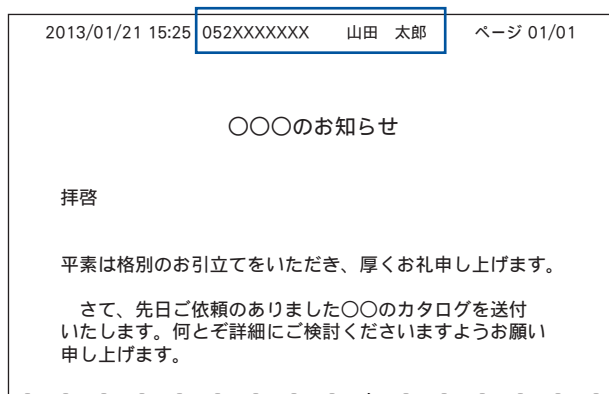 2013/01/21 15:25 052XXXXXXX 山田　太郎 ページ 01/01
○○○のお知らせ
拝啓
平素は格別のお引立てをいただき、厚くお礼申し上げます。
　さて、先日ご依頼のありました○○のカタログを送付
いたします。何とぞ詳細にご検討くださいますようお願い
申し上げます。